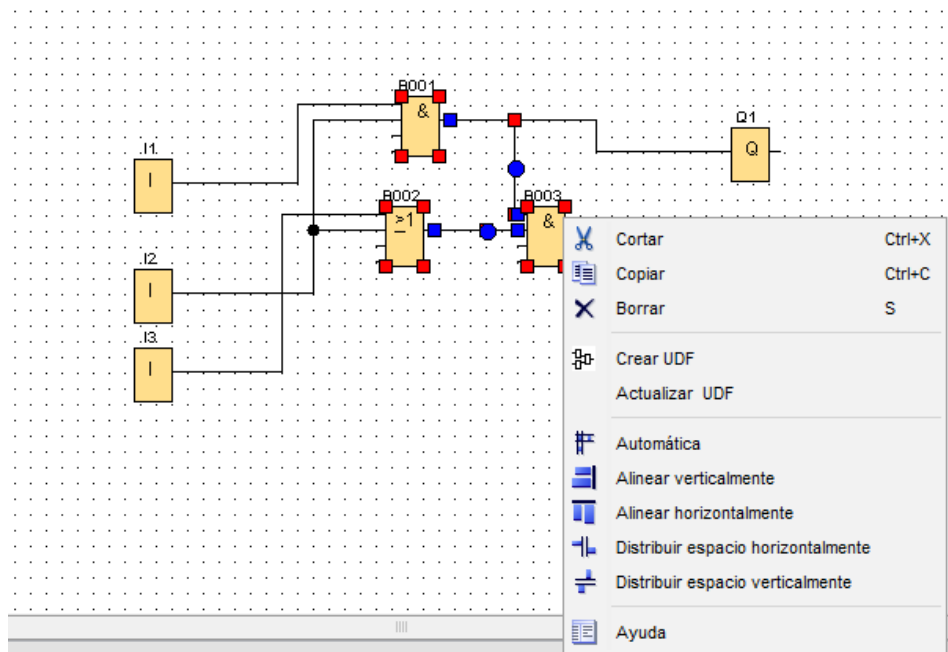 B001
&
Q1
Q
I1
I
B002
≥1
B003
&
I2
I
I3
I
Cortar Ctrl+X
Copiar Ctrl+C
Borrar S
Crear UDF
Actualizar UDF
Automática
Alinear verticalmente
Alinear horizontalmente
Distribuir espacio horizontalmente
Distribuir espacio verticalmente
Ayuda